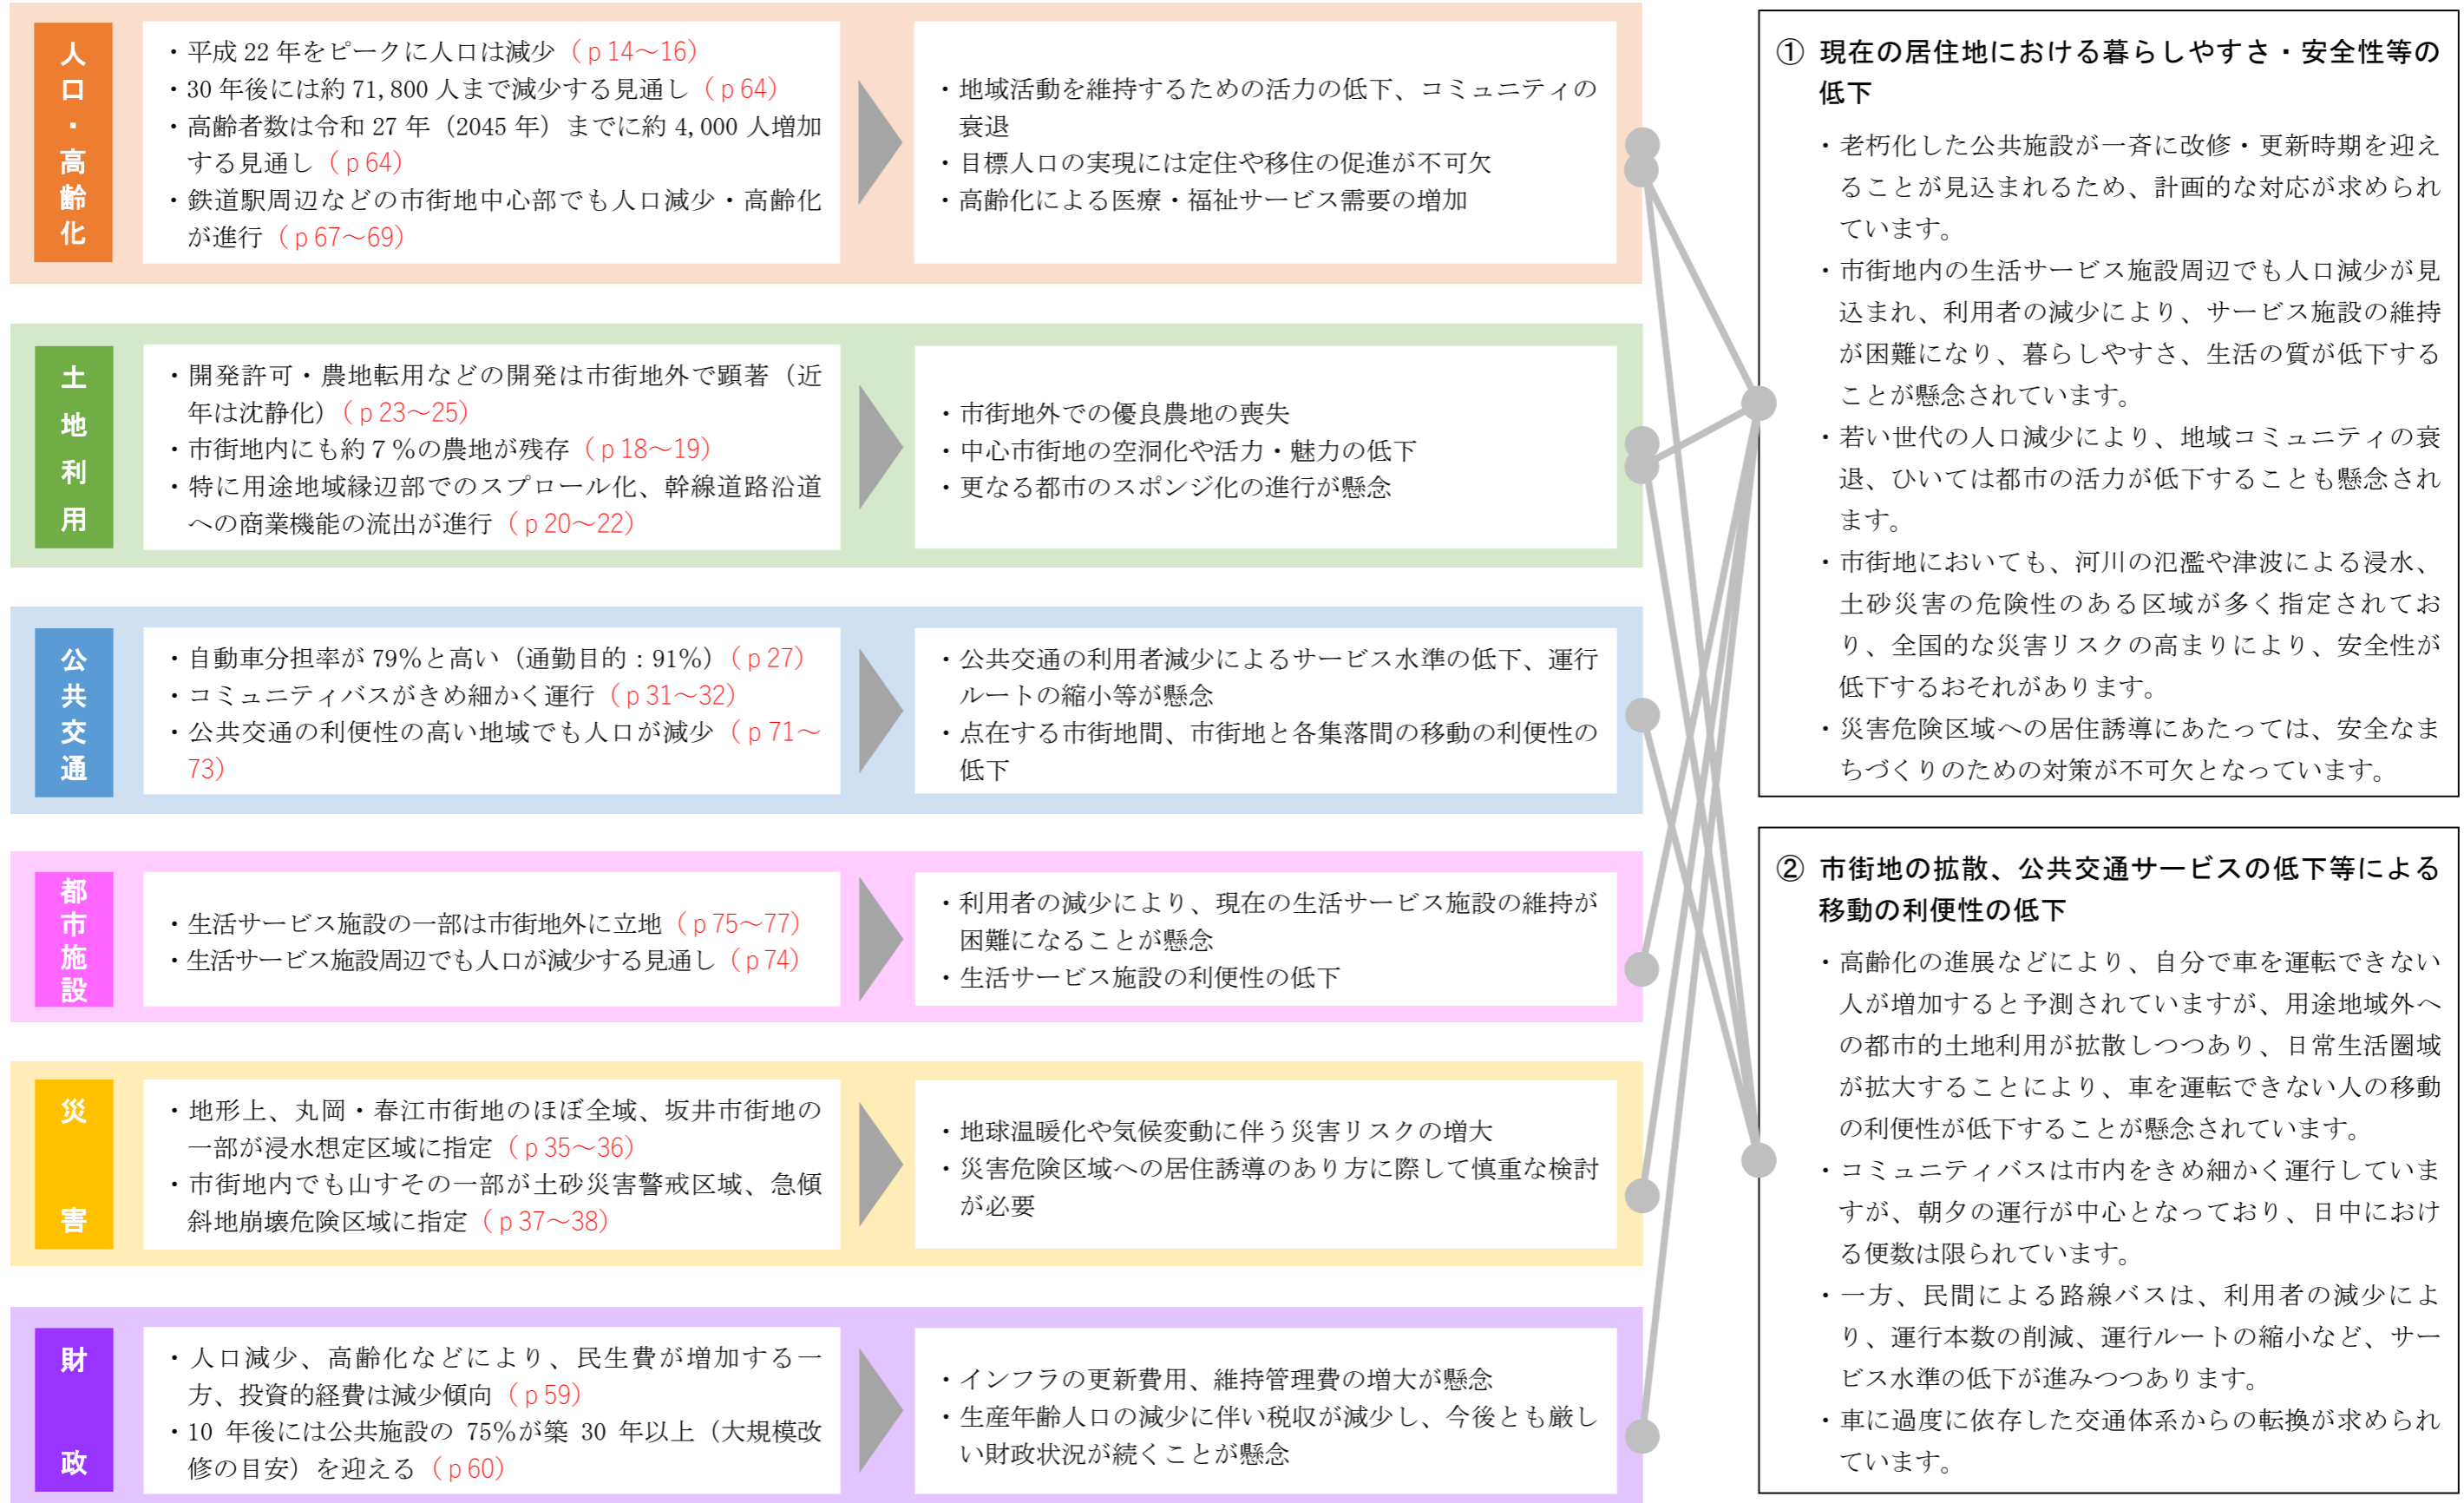 人口・高齢化
・平成 22 年をピークに人口は減少（ｐ14～16）
・30 年後には約 71,800 人まで減少する見通し（ｐ64）
・高齢者数は令和 27 年（2045 年）までに約 4,000 人増加
する見通し（ｐ64）
・鉄道駅周辺などの市街地中心部でも人口減少・高齢化
が進行（ｐ67～69）
・地域活動を維持するための活力の低下、コミュニティの
衰退
・目標人口の実現には定住や移住の促進が不可欠
・高齢化による医療・福祉サービス需要の増加
土地利用
・開発許可・農地転用などの開発は市街地外で顕著（近
年は沈静化）（ｐ23～25）
・市街地内にも約７％の農地が残存（ｐ18～19）
・特に用途地域縁辺部でのスプロール化、幹線道路沿道
への商業機能の流出が進行（ｐ20～22）
・市街地外での優良農地の喪失
・中心市街地の空洞化や活力・魅力の低下
・更なる都市のスポンジ化の進行が懸念
公共交通
・自動車分担率が 79％と高い（通勤目的：91％）（ｐ27）
・コミュニティバスがきめ細かく運行（ｐ31～32）
・公共交通の利便性の高い地域でも人口が減少（ｐ71～
73）
・公共交通の利用者減少によるサービス水準の低下、運行
ルートの縮小等が懸念
・点在する市街地間、市街地と各集落間の移動の利便性の
低下
都市施設
・生活サービス施設の一部は市街地外に立地（ｐ75～77）
・生活サービス施設周辺でも人口が減少する見通し（ｐ74）
・利用者の減少により、現在の生活サービス施設の維持が
困難になることが懸念
・生活サービス施設の利便性の低下
災害
・地形上、丸岡・春江市街地のほぼ全域、坂井市街地の
一部が浸水想定区域に指定（ｐ35～36）
・市街地内でも山すその一部が土砂災害警戒区域、急傾
斜地崩壊危険区域に指定（ｐ37～38）
・地球温暖化や気候変動に伴う災害リスクの増大
・災害危険区域への居住誘導のあり方に際して慎重な検討
が必要
財政
・人口減少、高齢化などにより、民生費が増加する一
方、投資的経費は減少傾向（ｐ59）
・10 年後には公共施設の 75％が築 30 年以上（大規模改
修の目安）を迎える（ｐ60）
・インフラの更新費用、維持管理費の増大が懸念
・生産年齢人口の減少に伴い税収が減少し、今後とも厳し
い財政状況が続くことが懸念
① 現在の居住地における暮らしやすさ・安全性等の
低下
・老朽化した公共施設が一斉に改修・更新時期を迎え
ることが見込まれるため、計画的な対応が求められ
ています。
・市街地内の生活サービス施設周辺でも人口減少が見
込まれ、利用者の減少により、サービス施設の維持
が困難になり、暮らしやすさ、生活の質が低下する
ことが懸念されています。
・若い世代の人口減少により、地域コミュニティの衰
退、ひいては都市の活力が低下することも懸念され
ます。
・市街地においても、河川の氾濫や津波による浸水、
土砂災害の危険性のある区域が多く指定されてお
り、全国的な災害リスクの高まりにより、安全性が
低下するおそれがあります。
・災害危険区域への居住誘導にあたっては、安全なま
ちづくりのための対策が不可欠となっています。
② 市街地の拡散、公共交通サービスの低下等による
移動の利便性の低下
・高齢化の進展などにより、自分で車を運転できない
人が増加すると予測されていますが、用途地域外へ
の都市的土地利用が拡散しつつあり、日常生活圏域
が拡大することにより、車を運転できない人の移動
の利便性が低下することが懸念されています。
・コミュニティバスは市内をきめ細かく運行していま
すが、朝夕の運行が中心となっており、日中におけ
る便数は限られています。
・一方、民間による路線バスは、利用者の減少によ
り、運行本数の削減、運行ルートの縮小など、サー
ビス水準の低下が進みつつあります。
・車に過度に依存した交通体系からの転換が求められ
ています。